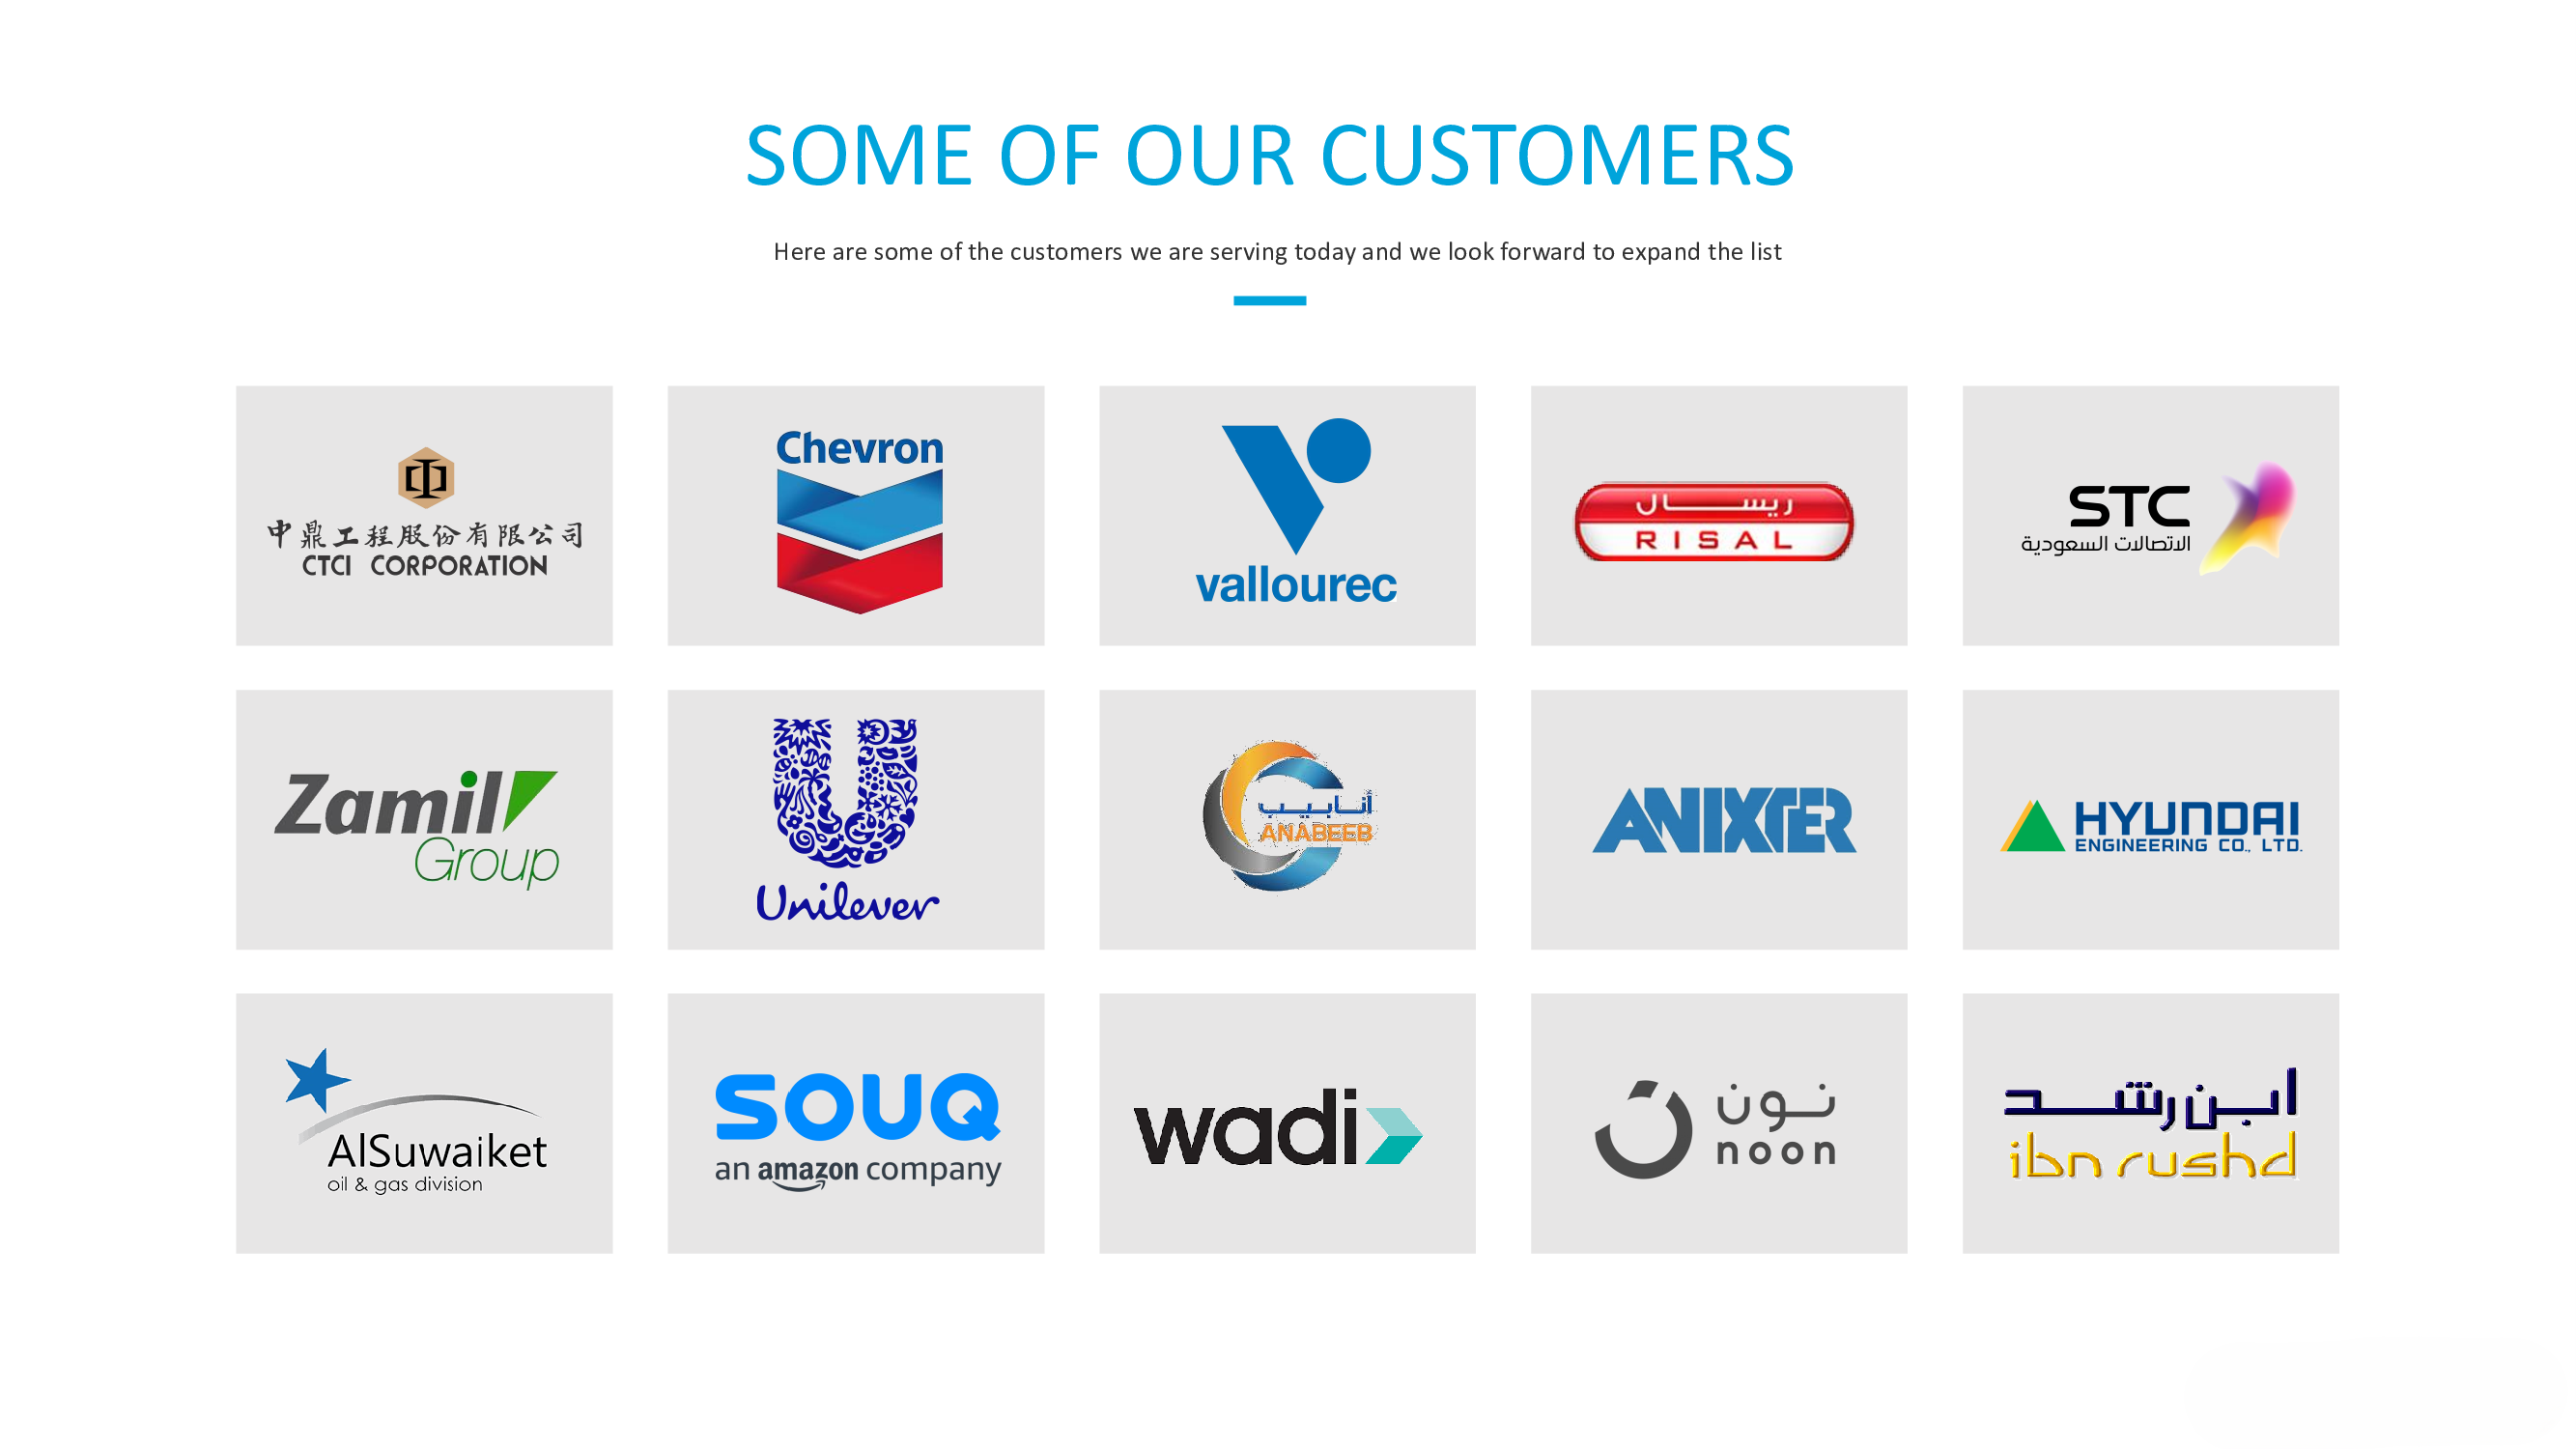 SOME OF OUR CUSTOMERS
Here are some of the customers we are serving today and we look forward to expand the list
中鼎工程股份有限公司
CTCI CORPORATION
Chevron
vallourec
ريسال
RISAL
STC
الاتصالات السعودية
Zamil
Group
Unilever
أنابيب
ANABEEB
ANIXTER
HYUNDAI
ENGINEERING CO., LTD.
AlSuwaiket
oil & gas division
SOUQ
an amazon company
wadi
نون
noon
ابن رشد
ibn rushd